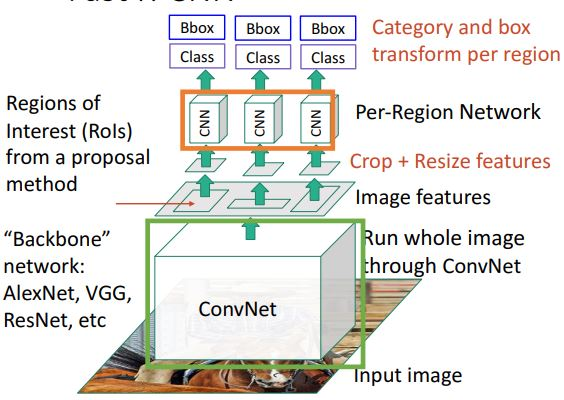 Bbox Bbox Bbox
Class Class Class
Category and box
transform per region
CNN CNN CNN
Per-Region Network
Regions of
Interest (RoIs)
from a proposal
method
Crop + Resize features
Image features
“Backbone”
network:
AlexNet, VGG,
ResNet, etc
Run whole image
through ConvNet
ConvNet
Input image